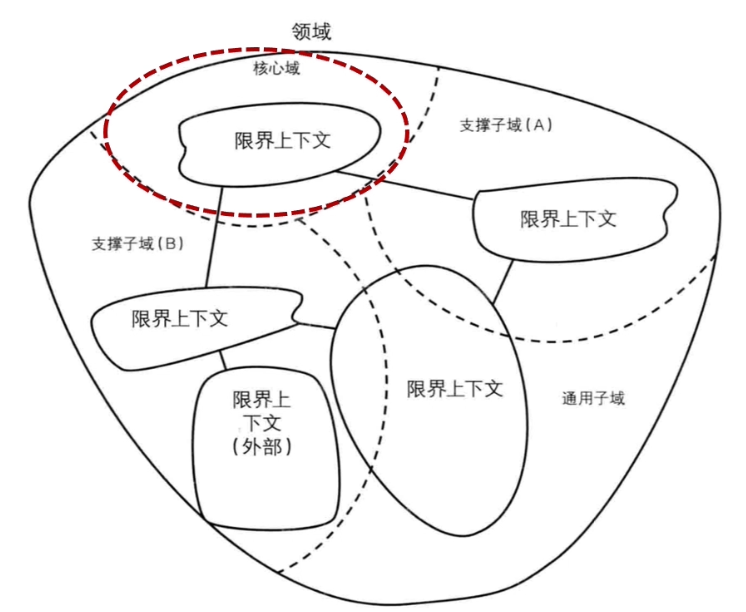 领域
核心域
限界上下文
支撑子域(A)
限界上下文
支撑子域(B)
限界上下文
限界上
下文
(外部)
限界上下文
通用子域